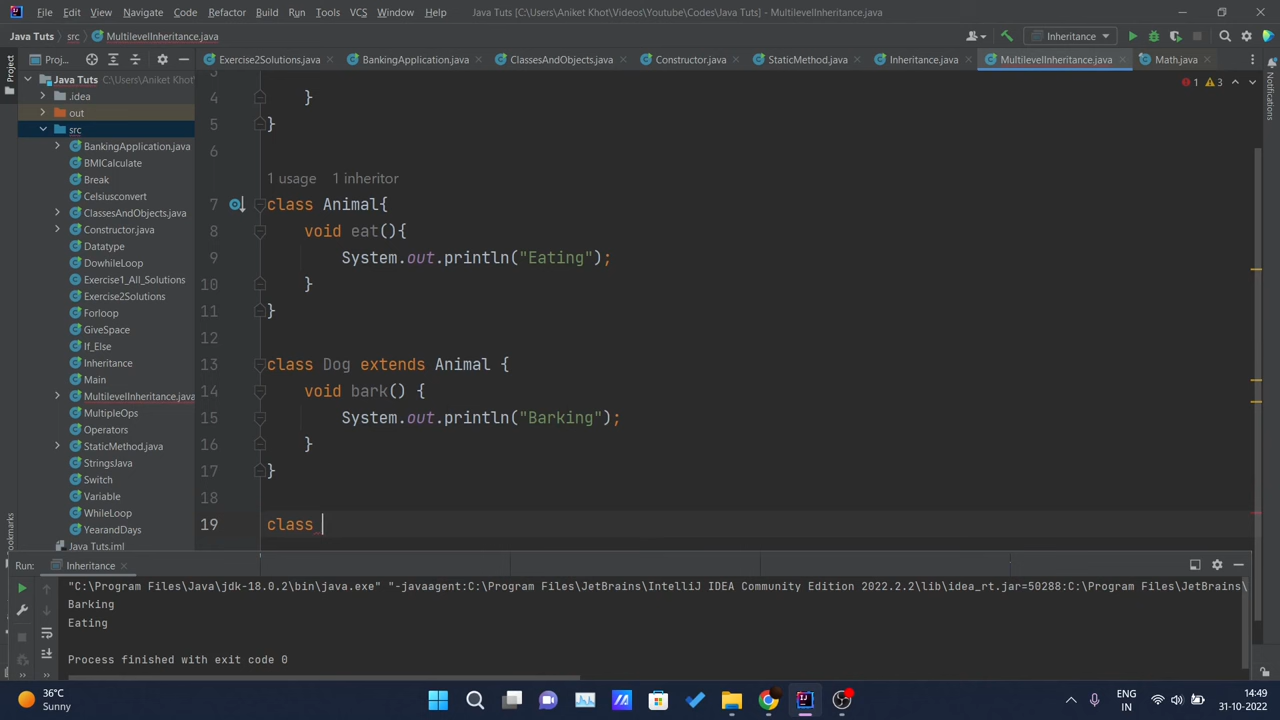 File Edit View Navigate Code Refactor Build Run Tools VCS Window Help Java Tuts [C:\Users\Aniket Khot\Videos\Youtube\Codes\Java Tuts] - MultilevelInheritance.java
Java Tuts src MultilevelInheritance.java Inheritance
Project Proj... Exercise2Solutions.java BankingApplication.java ClassesAndObjects.java Constructor.java StaticMethod.java Inheritance.java MultilevelInheritance.java Math.java
Java Tuts C:\Users\Aniket Khot\
.idea
out
src
BankingApplication.java
BMICalculate
Break
Celsiusconvert
ClassesAndObjects.java
Constructor.java
Datatype
DowhileLoop
Exercise1_All_Solutions
Exercise2Solutions
Forloop
GiveSpace
If_Else
Inheritance
Main
MultilevelInheritance.java
MultipleOps
Operators
StaticMethod.java
StringsJava
Switch
Variable
WhileLoop
YearandDays
Java Tuts.iml
1 3
Notifications
3
4 }
5 }
6
1 usage 1 inheritor
7 class Animal{
8 void eat(){
9 System.out.println("Eating");
10 }
11 }
12
13 class Dog extends Animal {
14 void bark() {
15 System.out.println("Barking");
16 }
17 }
18
19 class
Bookmarks
Run: Inheritance
"C:\Program Files\Java\jdk-18.0.2\bin\java.exe" "-javaagent:C:\Program Files\JetBrains\IntelliJ IDEA Community Edition 2022.2.2\lib\idea_rt.jar=50288:C:\Program Files\JetBrains\
Barking
Eating
Process finished with exit code 0
36°C
Sunny
ENG
IN
14:49
31-10-2022